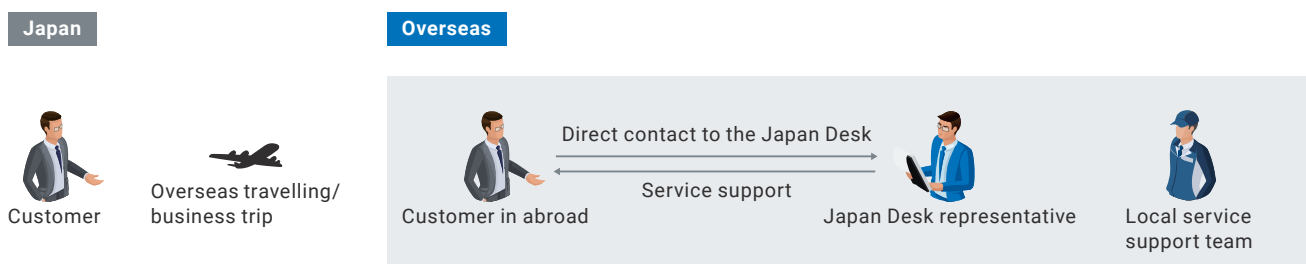 Japan
Overseas
Customer
Overseas travelling/
business trip
Customer in abroad
Direct contact to the Japan Desk
Service support
Japan Desk representative
Local service
support team